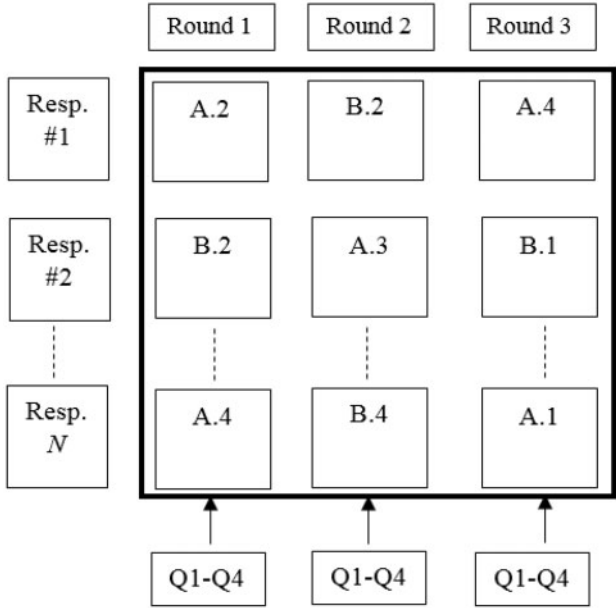 Round 1
Round 2
Round 3
Resp.
#1
A.2
B.2
A.4
Resp.
#2
B.2
A.3
B.1
Resp.
N
A.4
B.4
A.1
Q1-Q4
Q1-Q4
Q1-Q4